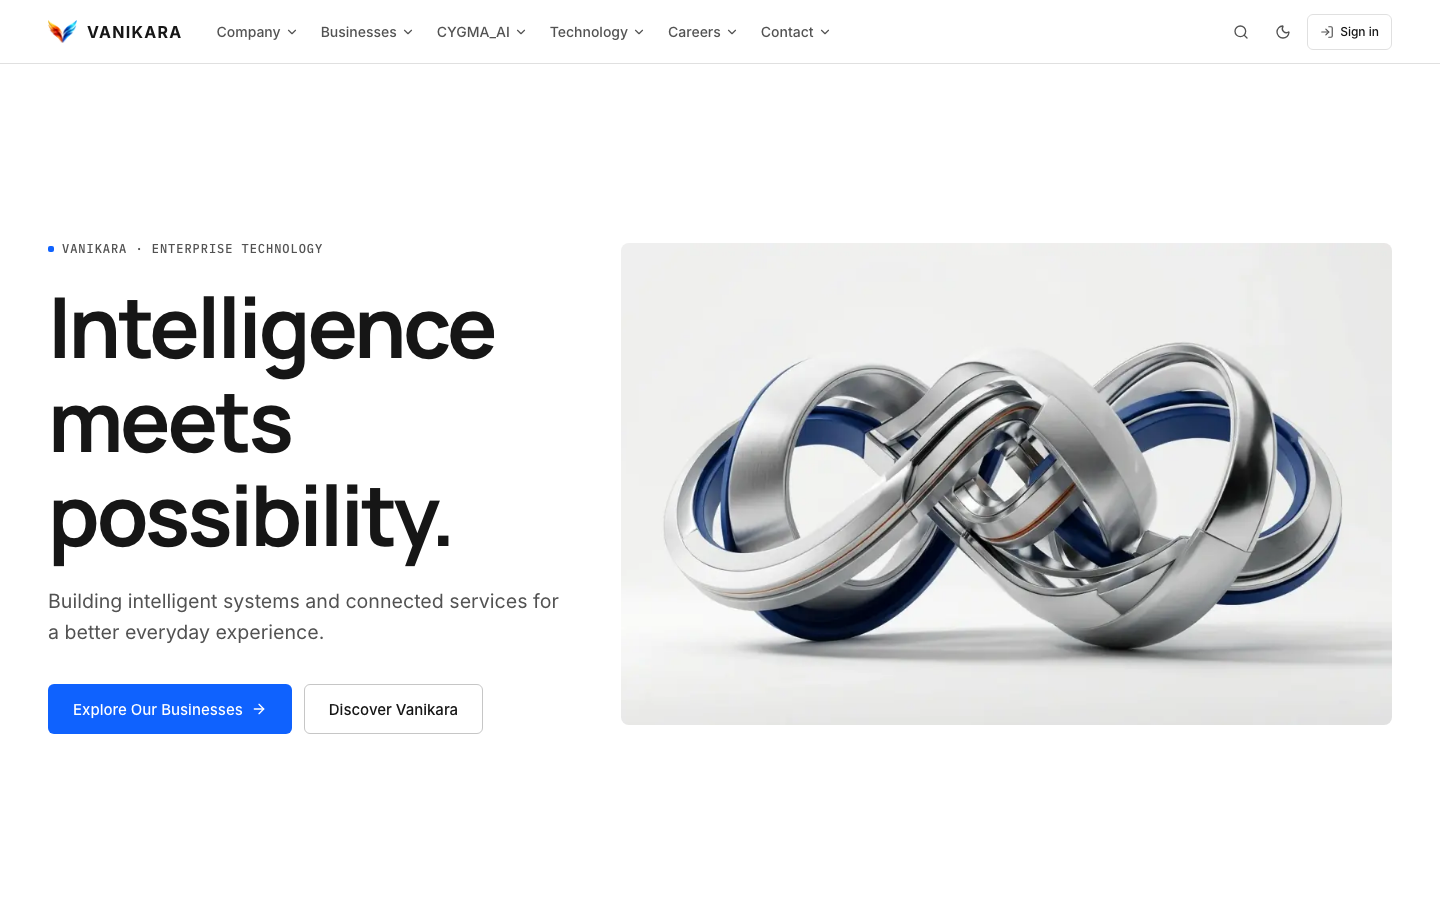 VANIKARA
Company
Businesses
CYGMA_AI
Technology
Careers
Contact
Sign in
VANIKARA · ENTERPRISE TECHNOLOGY
Intelligence
meets
possibility.
Building intelligent systems and connected services for
a better everyday experience.
Explore Our Businesses
Discover Vanikara